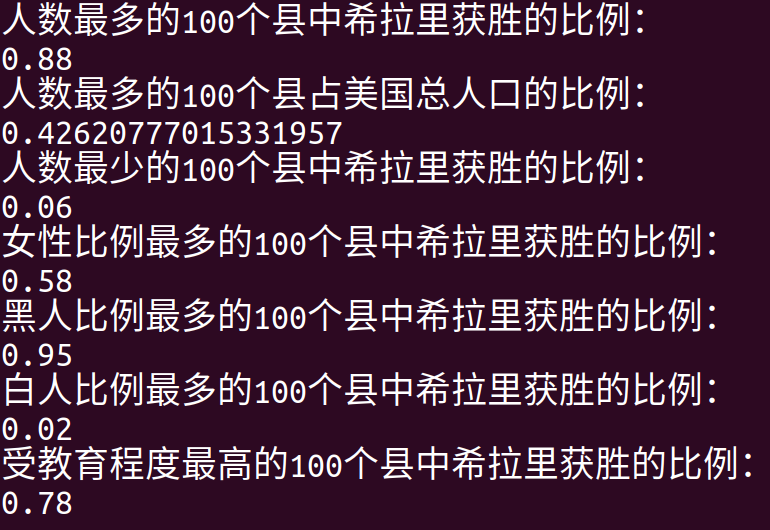 人数最多的100个县中希拉里获胜的比例：
0.88
人数最多的100个县占美国总人口的比例：
0.42620777015331957
人数最少的100个县中希拉里获胜的比例：
0.06
女性比例最多的100个县中希拉里获胜的比例：
0.58
黑人比例最多的100个县中希拉里获胜的比例：
0.95
白人比例最多的100个县中希拉里获胜的比例：
0.02
受教育程度最高的100个县中希拉里获胜的比例：
0.78